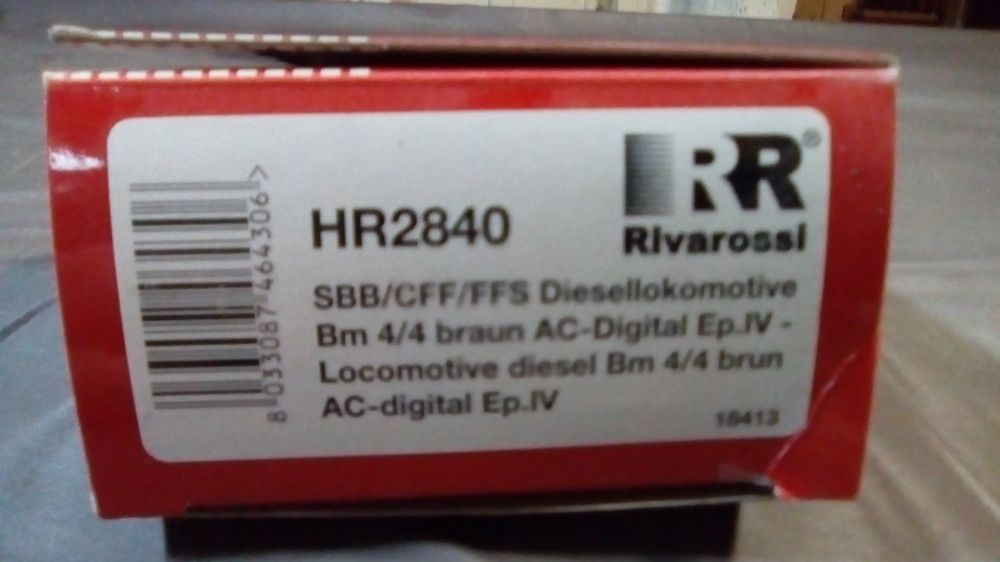 RR®
Rivarossi
HR2840
SBB/CFF/FFS Diesellokomotive
Bm 4/4 braun AC-Digital Ep.IV -
Locomotive diesel Bm 4/4 brun
AC-digital Ep.IV
18413
8 033087 464306 >